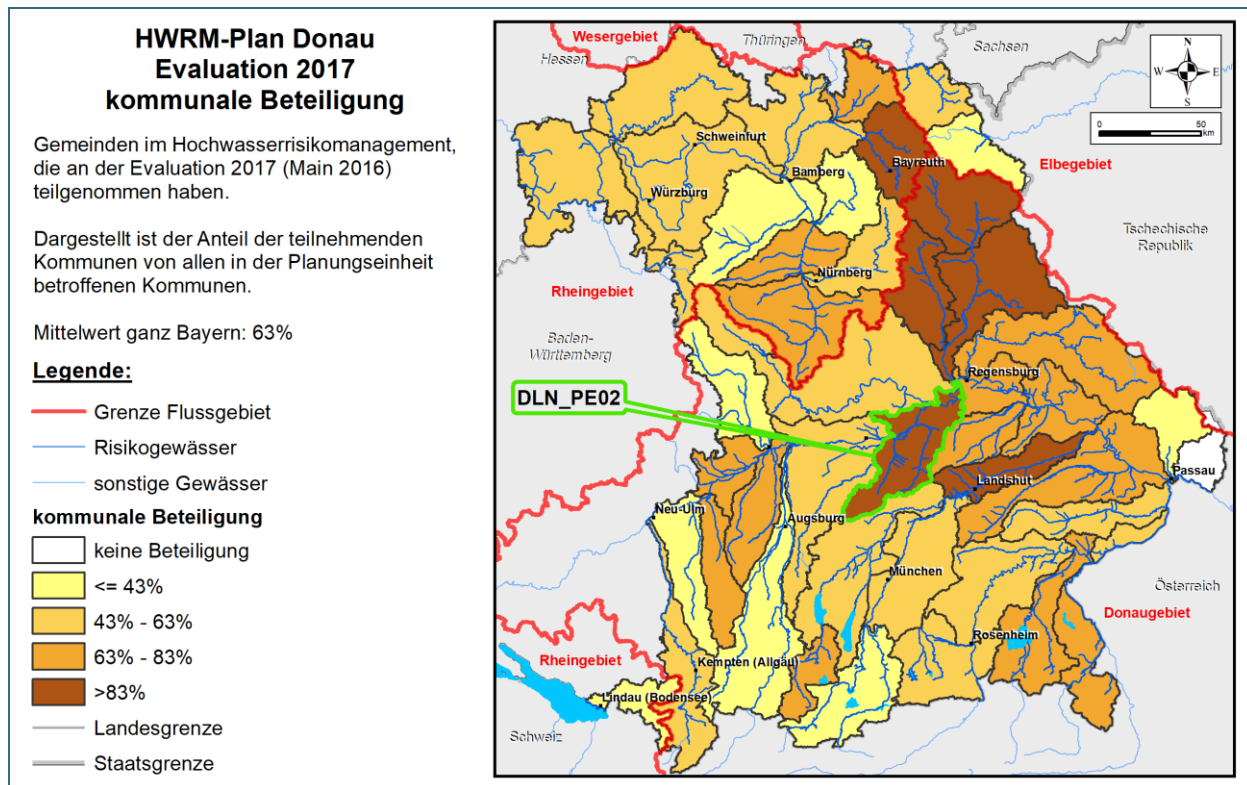 HWRM-Plan Donau
Evaluation 2017
kommunale Beteiligung
Gemeinden im Hochwasserrisikomanagement,
die an der Evaluation 2017 (Main 2016)
teilgenommen haben.
Dargestellt ist der Anteil der teilnehmenden
Kommunen von allen in der Planungseinheit
betroffenen Kommunen.
Mittelwert ganz Bayern: 63%
Legende:
Grenze Flussgebiet
Risikogewässer
sonstige Gewässer
kommunale Beteiligung
keine Beteiligung
<= 43%
43% - 63%
63% - 83%
>83%
Landesgrenze
Staatsgrenze
Wesergebiet
Thüringen
Hessen
Sachsen
N
W E
S
0 50
km
Schweinfurt
Bayreuth
Elbegebiet
Bamberg
Würzburg
Tschechische
Republik
Nürnberg
Rheingebiet
Baden-
Württemberg
Regensburg
DLN_PE02
Passau
Landshut
Neu-Ulm
Augsburg
München
Österreich
Donaugebiet
Rosenheim
Rheingebiet
Kempten (Allgäu)
Lindau (Bodensee)
Schweiz